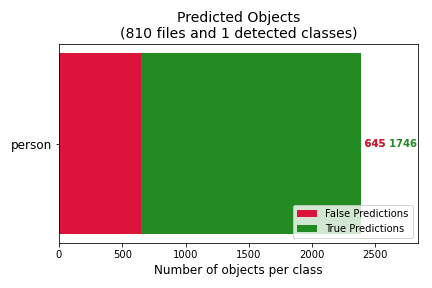 Predicted Objects
(810 files and 1 detected classes)
person
645 1746
False Predictions
True Predictions
0 500 1000 1500 2000 2500
Number of objects per class